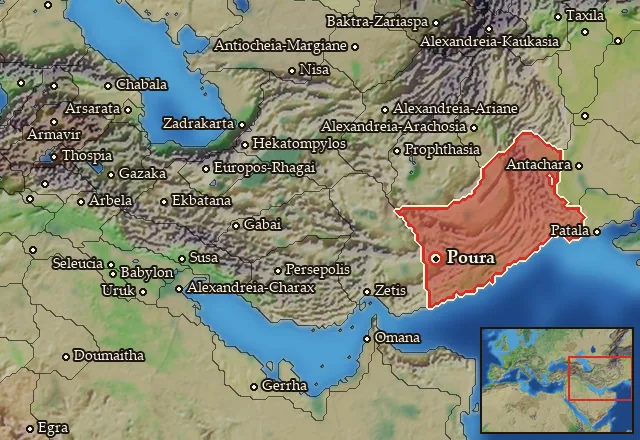 Baktra-Zariaspa
Taxila
Antiocheia-Margiane
Alexandreia-Kaukasia
Nisa
Chabala
Arsarata
Alexandreia-Ariane
Zadrakarta
Alexandreia-Arachosia
Armavir
Hekatompylos
Prophthasia
Thospia
Antachara
Gazaka
Europos-Rhagai
Arbela
Ekbatana
Gabai
Patala
Seleucia
Susa
Poura
Babylon
Persepolis
Uruk
Alexandreia-Charax
Zetis
Omana
Doumaitha
Gerrha
Egra